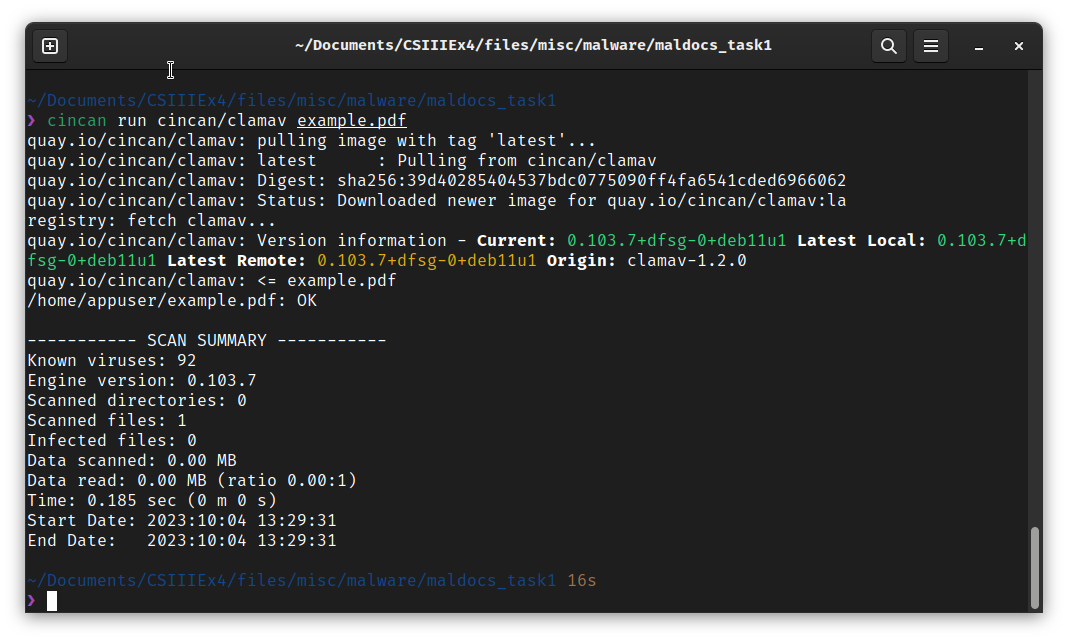 ~/Documents/CSIIIEx4/files/misc/malware/maldocs_task1
~/Documents/CSIIIEx4/files/misc/malware/maldocs_task1
❯ cincan run cincan/clamav example.pdf
quay.io/cincan/clamav: pulling image with tag 'latest'...
quay.io/cincan/clamav: latest      : Pulling from cincan/clamav
quay.io/cincan/clamav: Digest: sha256:39d40285404537bdc0775090ff4fa6541cded6966062
quay.io/cincan/clamav: Status: Downloaded newer image for quay.io/cincan/clamav:la
registry: fetch clamav...
quay.io/cincan/clamav: Version information - Current: 0.103.7+dfsg-0+deb11u1 Latest Local: 0.103.7+d
fsg-0+deb11u1 Latest Remote: 0.103.7+dfsg-0+deb11u1 Origin: clamav-1.2.0
quay.io/cincan/clamav: <= example.pdf
/home/appuser/example.pdf: OK
----------- SCAN SUMMARY -----------
Known viruses: 92
Engine version: 0.103.7
Scanned directories: 0
Scanned files: 1
Infected files: 0
Data scanned: 0.00 MB
Data read: 0.00 MB (ratio 0.00:1)
Time: 0.185 sec (0 m 0 s)
Start Date: 2023:10:04 13:29:31
End Date:   2023:10:04 13:29:31
~/Documents/CSIIIEx4/files/misc/malware/maldocs_task1 16s
❯